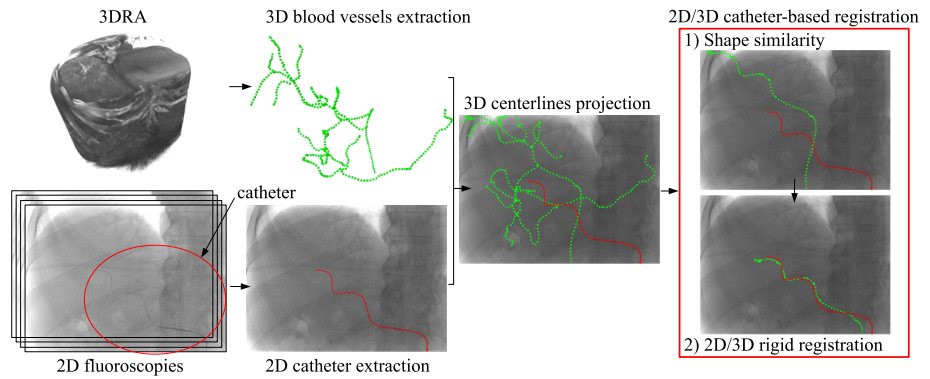 3DRA
3D blood vessels extraction
2D/3D catheter-based registration
1) Shape similarity
3D centerlines projection
catheter
2) 2D/3D rigid registration
2D fluoroscopies
2D catheter extraction